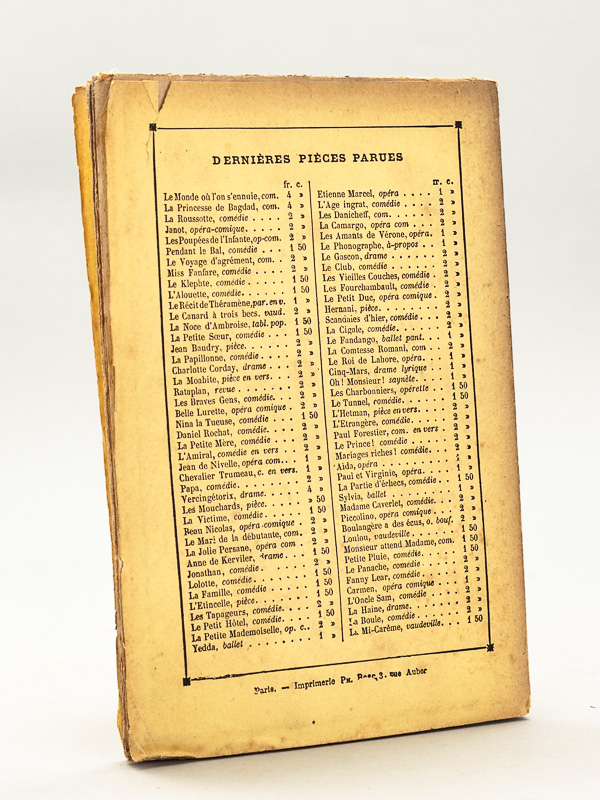 DERNIÈRES PIÈCES PARUES
fr. c.
Le Monde où l'on s'ennuie, com. 4 »
La Princesse de Bagdad, com. 4 »
La Roussotte, comédie . . . . 2 »
Janot, opéra-comique. . . . . 2 »
Les Poupées de l'Infante, op-com. 2 »
Pendant le Bal, comédie . . . 1 50
Le Voyage d'agrément, com. . 2 »
Miss Fanfare, comédie . . . . 2 »
Le Klephte, comédie . . . . . 1 50
L'Alouette, comédie. . . . . . 1 50
Le Récit de Théramène, par. en v. 1 »
Le Canard à trois becs, vaud. 2 »
La Noce d'Ambroise, tabl. pop. 1 50
La Petite Sœur, comédie . . . 1 50
Jean Baudry, pièce. . . . . . 2 »
La Papillonne, comédie . . . . 2 »
Charlotte Corday, drame . . . 2 »
La Moabite, pièce en vers. . . 2 »
Rataplan, revue . . . . . . . 2 »
Les Braves Gens, comédie. . . 2 »
Belle Lurette, opéra comique . 2 »
Nina la Tueuse, comédie . . . 1 50
Daniel Rochat, comédie. . . . 2 »
La Petite Mère, comédie . . . 2 »
L'Amiral, comédie en vers . . 2 »
Jean de Nivelle, opéra com. . 1 »
Chevalier Trumeau, c. en vers. 1 »
Papa, comédie. . . . . . . . 2 »
Vercingétorix, drame. . . . . 4 »
Les Mouchards, pièce. . . . . » 50
La Victime, comédie . . . . . 1 50
Beau Nicolas, opéra-comique . 2 »
Le Mari de la débutante, com. 2 »
La Jolie Persane, opéra com . 2 »
Anne de Kerviler, drame . . . 1 50
Jonathan, comédie . . . . . . 2 »
Lolotte, comédie. . . . . . . 1 50
La Famille, comédie . . . . . 1 50
L'Etincelle, pièce. . . . . . 1 50
Les Tapageurs, comédie. . . . 2 »
Le Petit Hôtel, comédie. . . . 1 50
La Petite Mademoiselle, op. c. . 2 »
Yedda, ballet . . . . . . . . 1 »
fr. c.
Etienne Marcel, opéra . . . . 1 »
L'Age ingrat, comédie . . . . 2 »
Les Danicheff, com. . . . . . 2 »
La Camargo, opéra com . . . 2 »
Les Amants de Vérone, opéra. 1 »
Le Phonographe, à-propos . . 1 »
Le Gascon, drame . . . . . . 2 »
Le Club, comédie . . . . . . 2 »
Les Vieilles Couches, comédie . 2 »
Les Fourchambault, comédie . 2 »
Le Petit Duc, opéra comique . 2 »
Hernani, pièce. . . . . . . . 2 »
Scandales d'hier, comédie . . 2 »
La Cigale, comédie. . . . . . 2 »
Le Fandango, ballet pant. . . 1 »
La Comtesse Romani, com . . 2 »
Le Roi de Lahore, opéra. . . . 1 »
Cinq-Mars, drame lyrique . . 1 »
Oh! Monsieur! saynète. . . . 1 »
Les Charbonniers, opérette . . 1 50
Le Tunnel, comédie. . . . . . 1 50
L'Hetman, pièce en vers. . . . 2 »
L'Etrangère, comédie. . . . . 2 »
Paul Forestier, com. en vers . 2 »
Le Prince! comédie . . . . . 2 »
Mariages riches! comédie . . 2 »
Aïda, opéra . . . . . . . . . 1 »
Paul et Virginie, opéra. . . . 1 »
La Partie d'échecs, comédie . 1 50
Sylvia, ballet . . . . . . . . 1 »
Madame Caverlet, comédie. . 2 »
Piccolino, opéra comique . . . 2 »
Boulangère a des écus, o. bouf. 2 »
Loulou, vaudeville . . . . . . 1 50
Monsieur attend Madame, com. 1 50
Petite Pluie, comédie. . . . . 1 50
Le Panache, comédie. . . . . 2 »
Fanny Lear, comédie . . . . . 2 »
Carmen, opéra comique . . . 1 »
L'Oncle Sam, comédie . . . . 2 »
La Haine, drame. . . . . . . 2 »
La Boule, comédie . . . . . . 2 »
La Mi-Carême, vaudeville. . . 1 50
Paris. — Imprimerie PH. 3, rue Auber